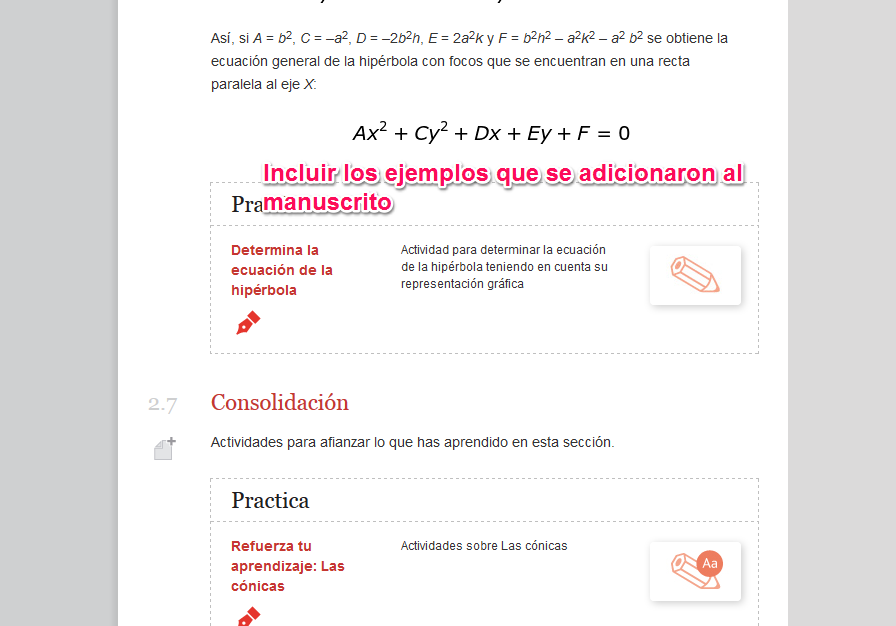 Así, si A = b², C = –a², D = –2b²h, E = 2a²k y F = b²h² – a²k² – a² b² se obtiene la
ecuación general de la hipérbola con focos que se encuentran en una recta
paralela al eje X:
Ax² + Cy² + Dx + Ey + F = 0
Incluir los ejemplos que se adicionaron al
manuscrito
Determina la
ecuación de la
hipérbola
Actividad para determinar la ecuación
de la hipérbola teniendo en cuenta su
representación gráfica
2.7
Consolidación
Actividades para afianzar lo que has aprendido en esta sección.
Practica
Refuerza tu
aprendizaje: Las
cónicas
Actividades sobre Las cónicas
Aa